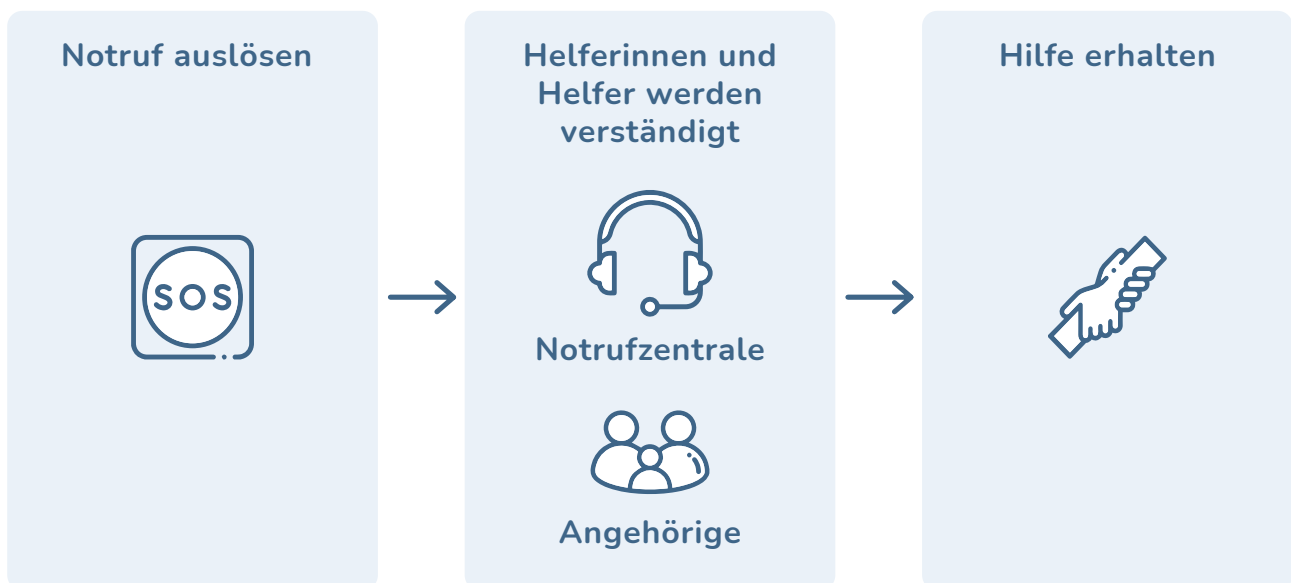 Notruf auslösen
SOS
Helferinnen und
Helfer werden
verständigt
Notrufzentrale
Angehörige
Hilfe erhalten